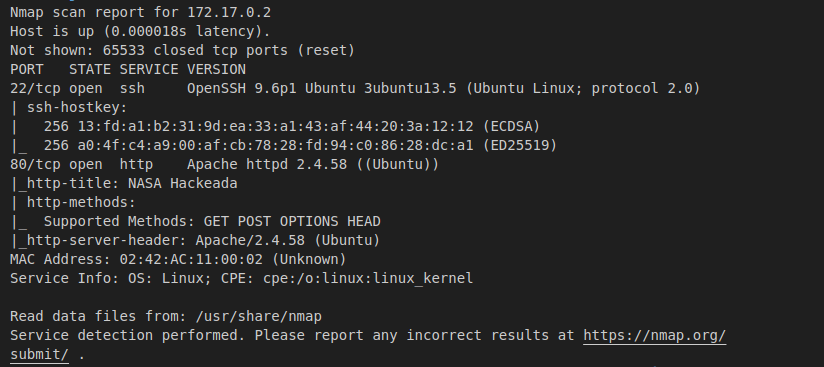 Nmap scan report for 172.17.0.2
Host is up (0.000018s latency).
Not shown: 65533 closed tcp ports (reset)
PORT   STATE SERVICE VERSION
22/tcp open  ssh     OpenSSH 9.6p1 Ubuntu 3ubuntu13.5 (Ubuntu Linux; protocol 2.0)
| ssh-hostkey:
|   256 13:fd:a1:b2:31:9d:ea:33:a1:43:af:44:20:3a:12:12 (ECDSA)
|_  256 a0:4f:c4:a9:00:af:cb:78:28:fd:94:c0:86:28:dc:a1 (ED25519)
80/tcp open  http    Apache httpd 2.4.58 ((Ubuntu))
|_http-title: NASA Hackeada
| http-methods:
|_  Supported Methods: GET POST OPTIONS HEAD
|_http-server-header: Apache/2.4.58 (Ubuntu)
MAC Address: 02:42:AC:11:00:02 (Unknown)
Service Info: OS: Linux; CPE: cpe:/o:linux:linux_kernel

Read data files from: /usr/share/nmap
Service detection performed. Please report any incorrect results at https://nmap.org/
submit/ .